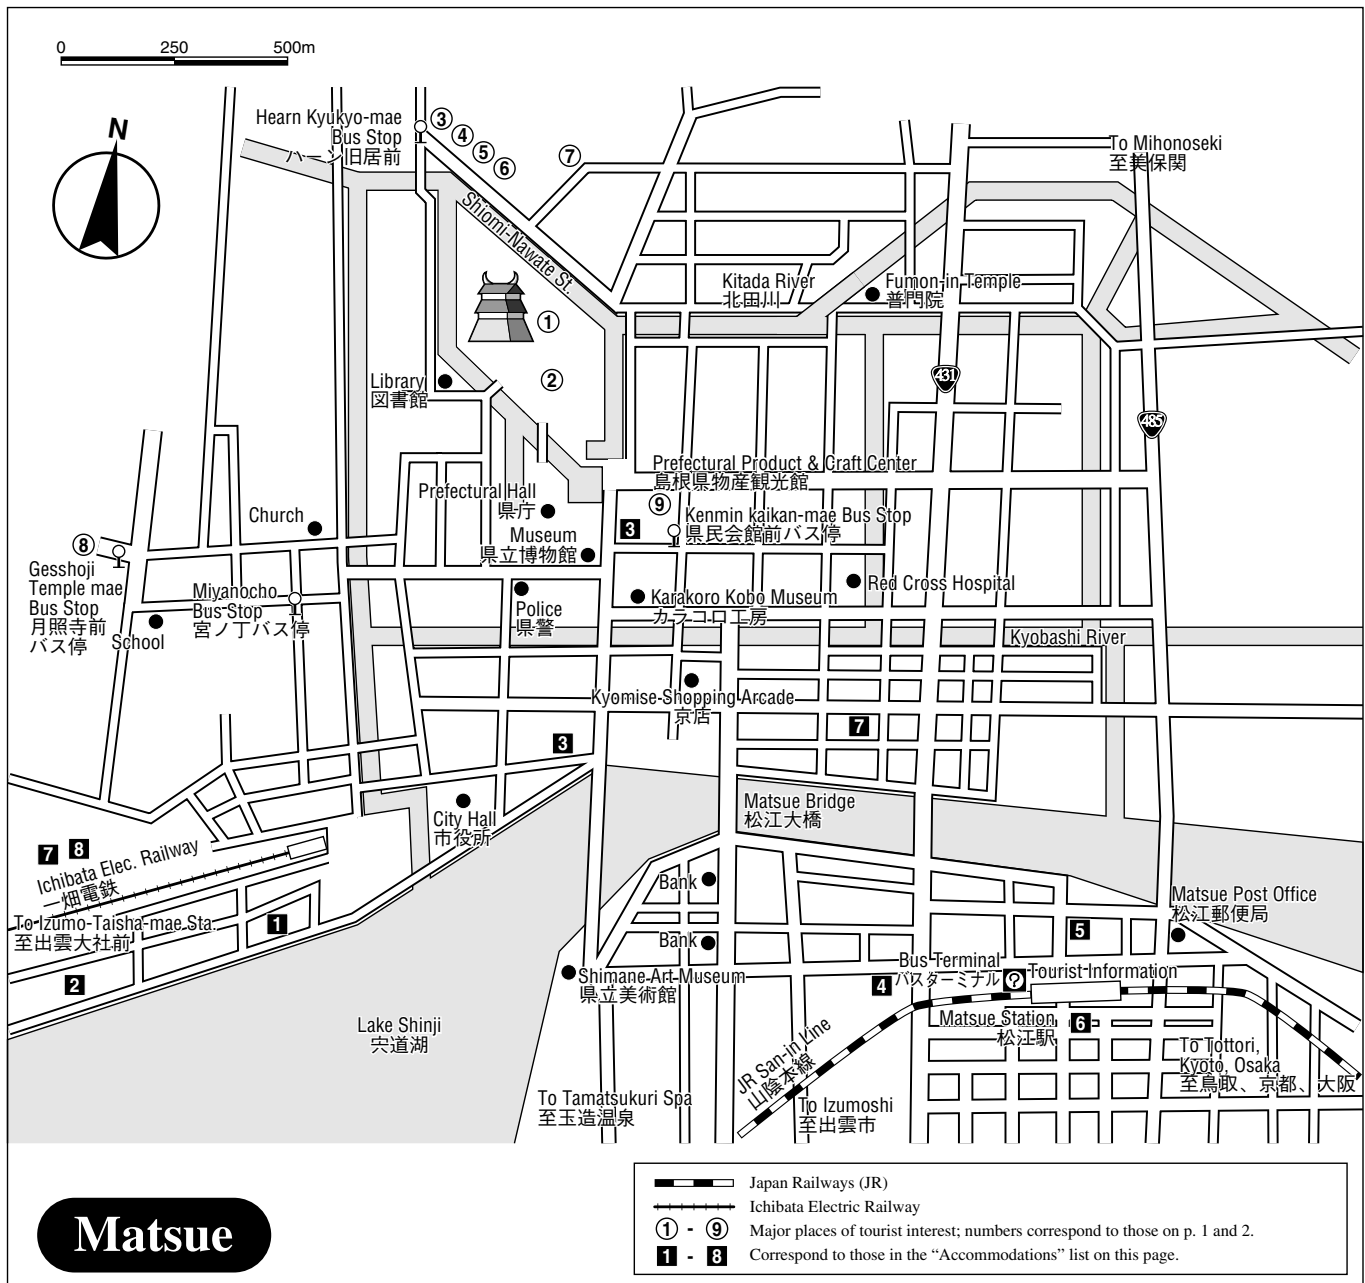 0 250 500m
N
Hearn Kyukyo-mae
Bus Stop
ハーン旧居前
③
④
⑤
⑥
⑦
To Mihonoseki
至美保関
Shiomi-Nawate St.
Kitada River
北田川
Fumon-in Temple
普門院
①
②
431
485
Library
図書館
Prefectural Product & Craft Center
島根県物産観光館
Prefectural Hall
県庁
⑨
3
Kenmin kaikan-mae Bus Stop
県民会館前バス停
Church
Museum
県立博物館
⑧
Gesshoji
Temple mae
Bus Stop
月照寺前
バス停
Miyanocho
Bus Stop
宮ノ丁バス停
School
Police
県警
Karakoro Kobo Museum
カラコロ工房
Red Cross Hospital
Kyobashi River
Kyomise Shopping Arcade
京店
7
3
City Hall
市役所
Matsue Bridge
松江大橋
7
8
Ichibata Elec. Railway
一畑電鉄
To Izumo-Taisha-mae Sta.
至出雲大社前
1
2
Bank
Bank
Matsue Post Office
松江郵便局
5
Bus Terminal
バスターミナル
?
Tourist Information
4
Shimane Art Museum
県立美術館
Matsue Station
松江駅
6
Lake Shinji
宍道湖
JR San-in Line
山陰本線
To Tottori,
Kyoto, Osaka
至鳥取、京都、大阪
To Tamatsukuri Spa
至玉造温泉
To Izumoshi
至出雲市
Matsue
Japan Railways (JR)
Ichibata Electric Railway
① - ⑨ Major places of tourist interest; numbers correspond to those on p. 1 and 2.
1 - 8 Correspond to those in the “Accommodations” list on this page.